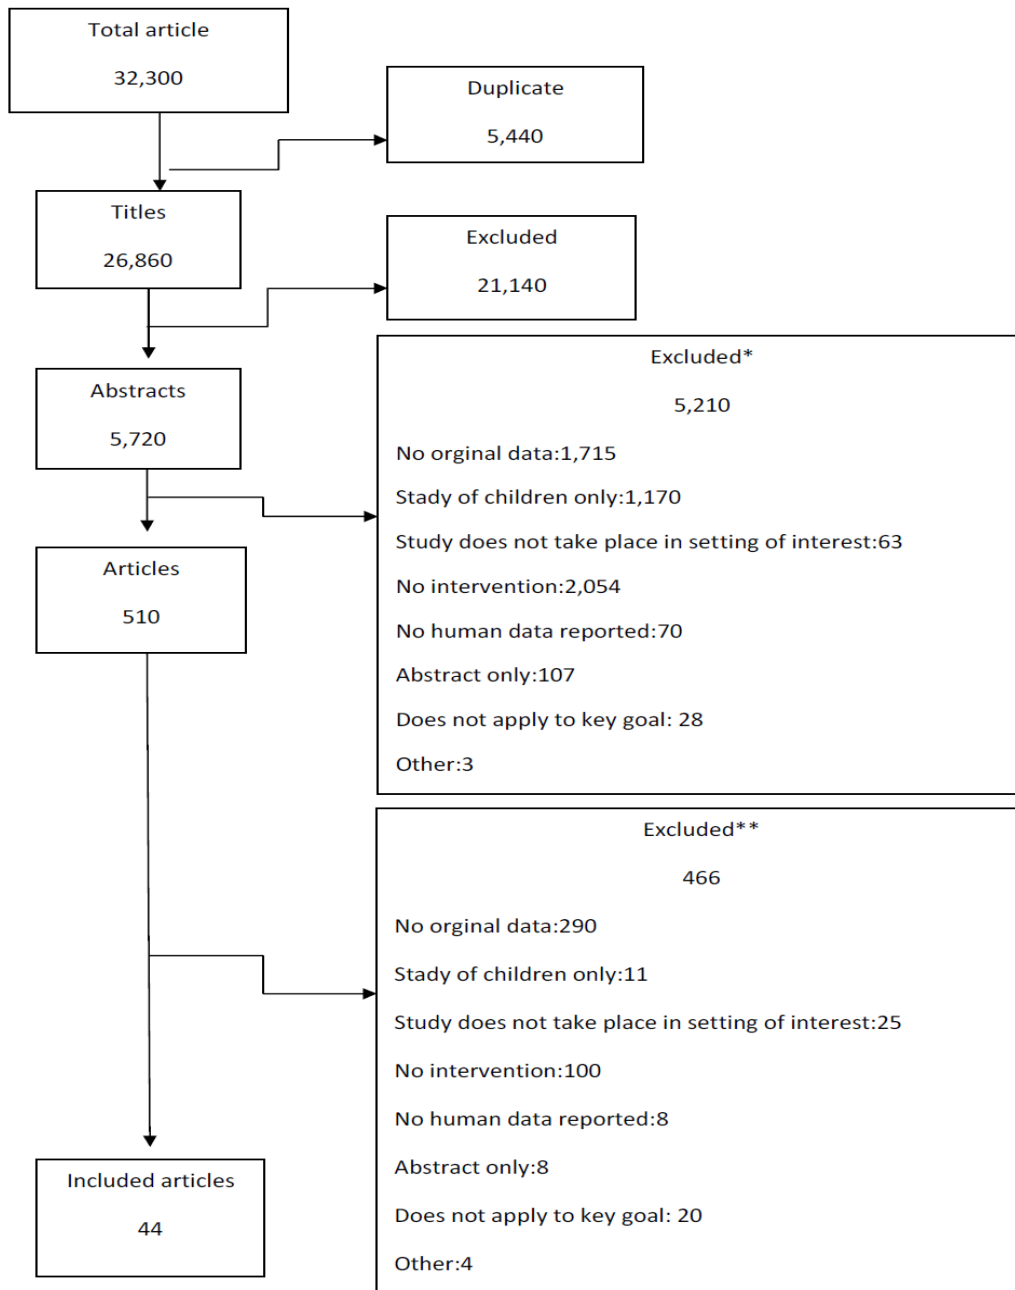 Total article
32,300
Duplicate
5,440
Titles
26,860
Excluded
21,140
Abstracts
5,720
Excluded*
5,210
No orginal data:1,715
Stady of children only:1,170
Study does not take place in setting of interest:63
No intervention:2,054
No human data reported:70
Abstract only:107
Does not apply to key goal: 28
Other:3
Articles
510
Excluded**
466
No orginal data:290
Stady of children only:11
Study does not take place in setting of interest:25
No intervention:100
No human data reported:8
Abstract only:8
Does not apply to key goal: 20
Other:4
Included articles
44